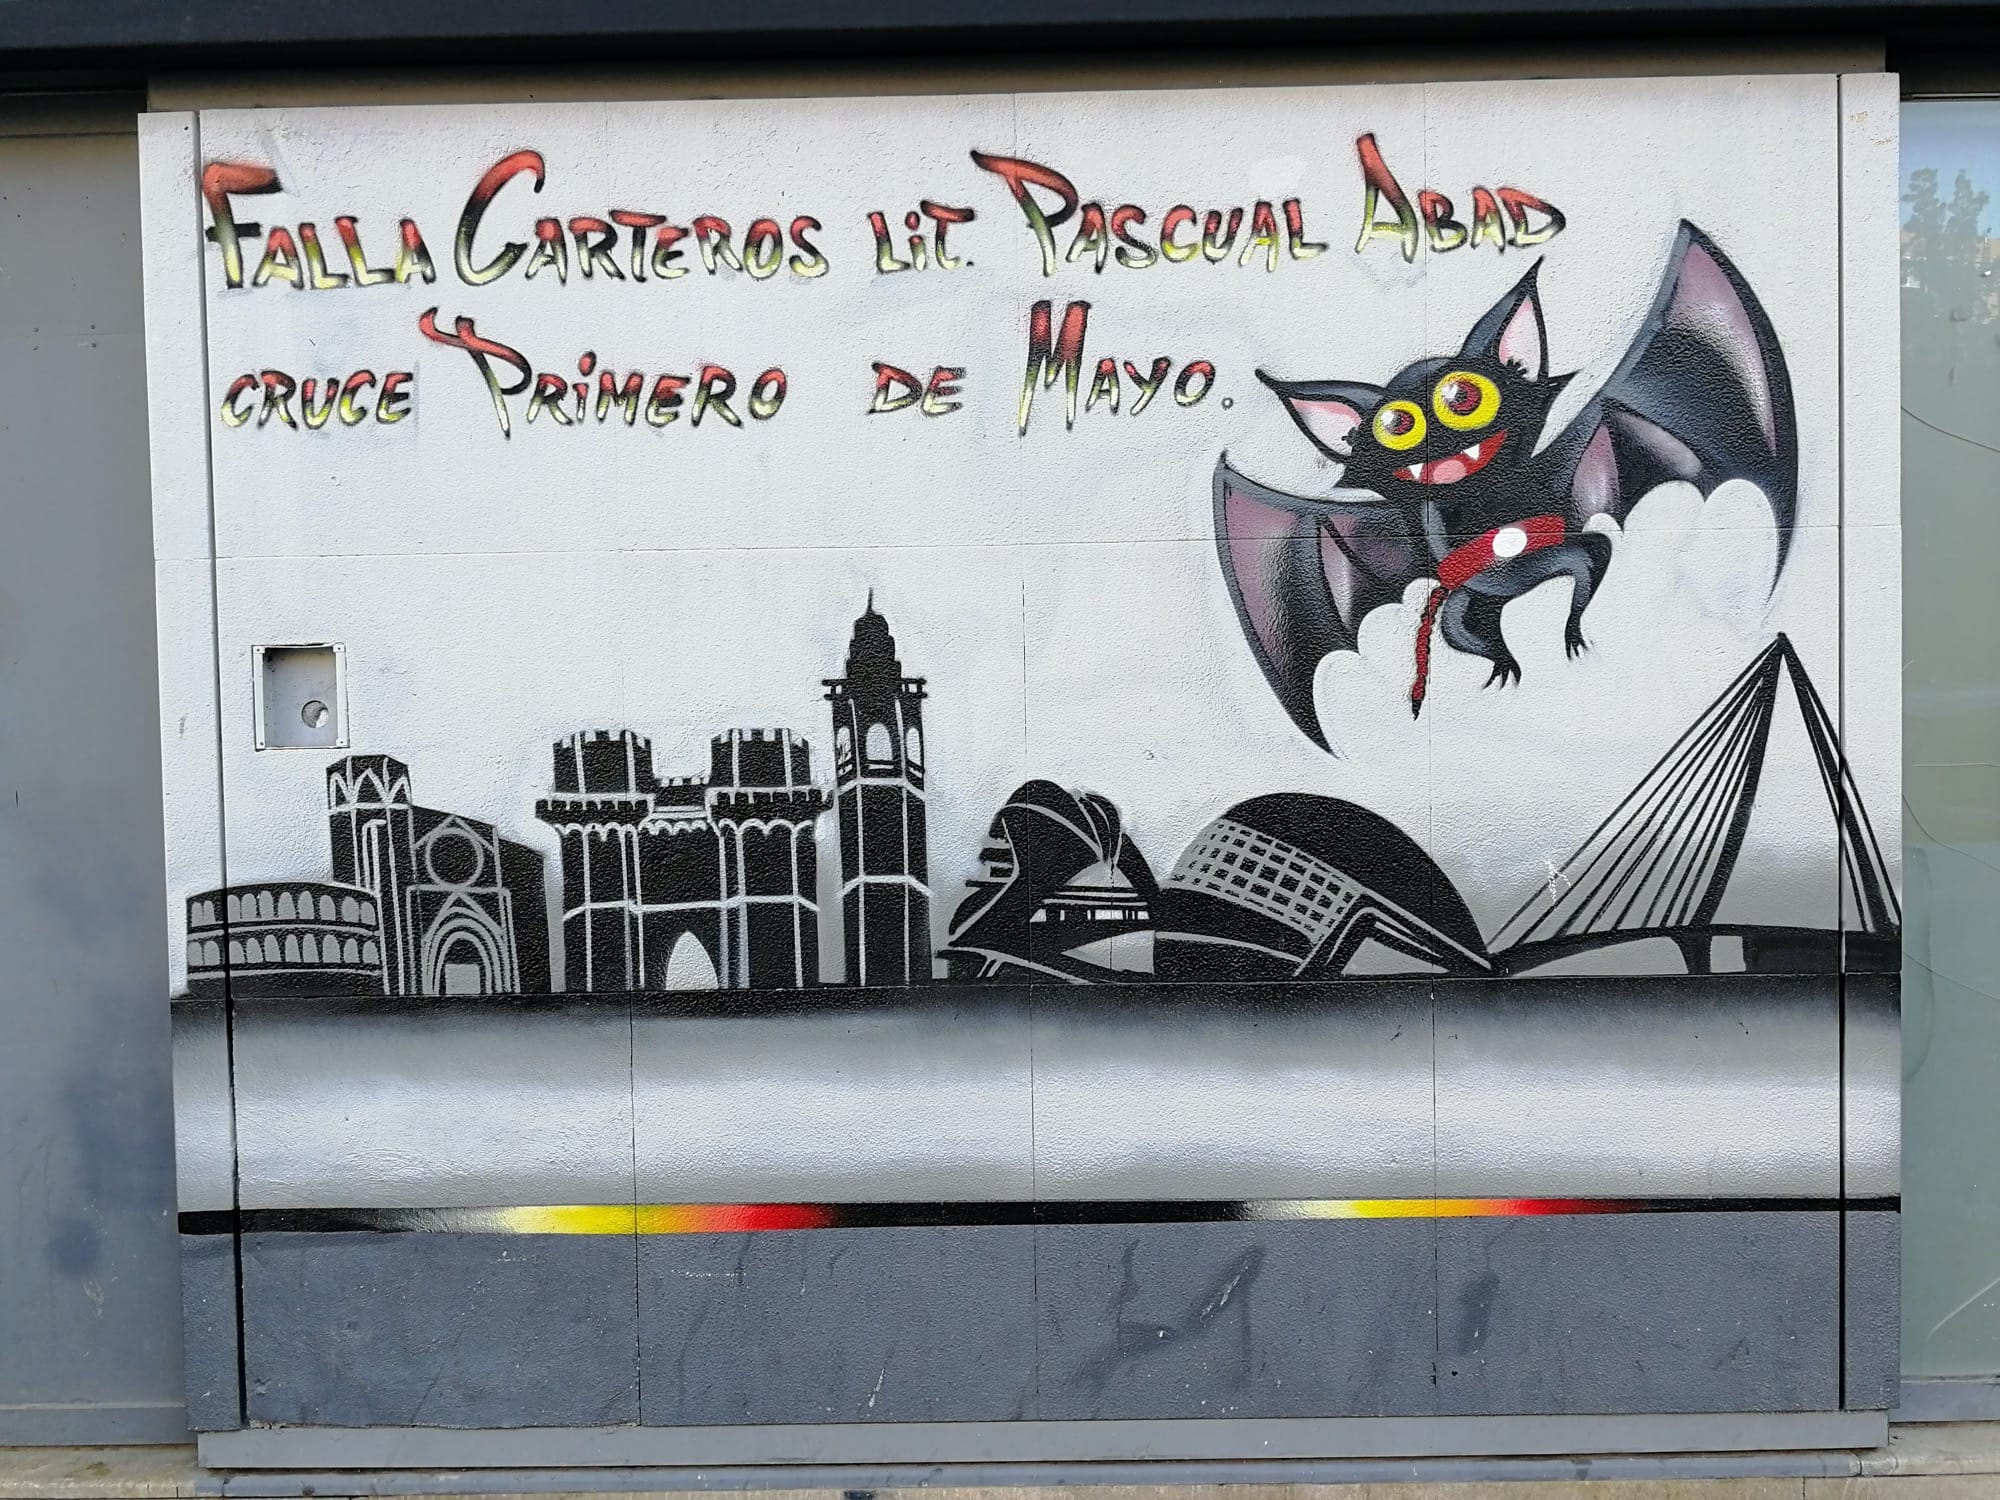 FALLA CARTEROS LiT. PASCUAL ABAD
CRUCE PRiMERO DE MAYO.